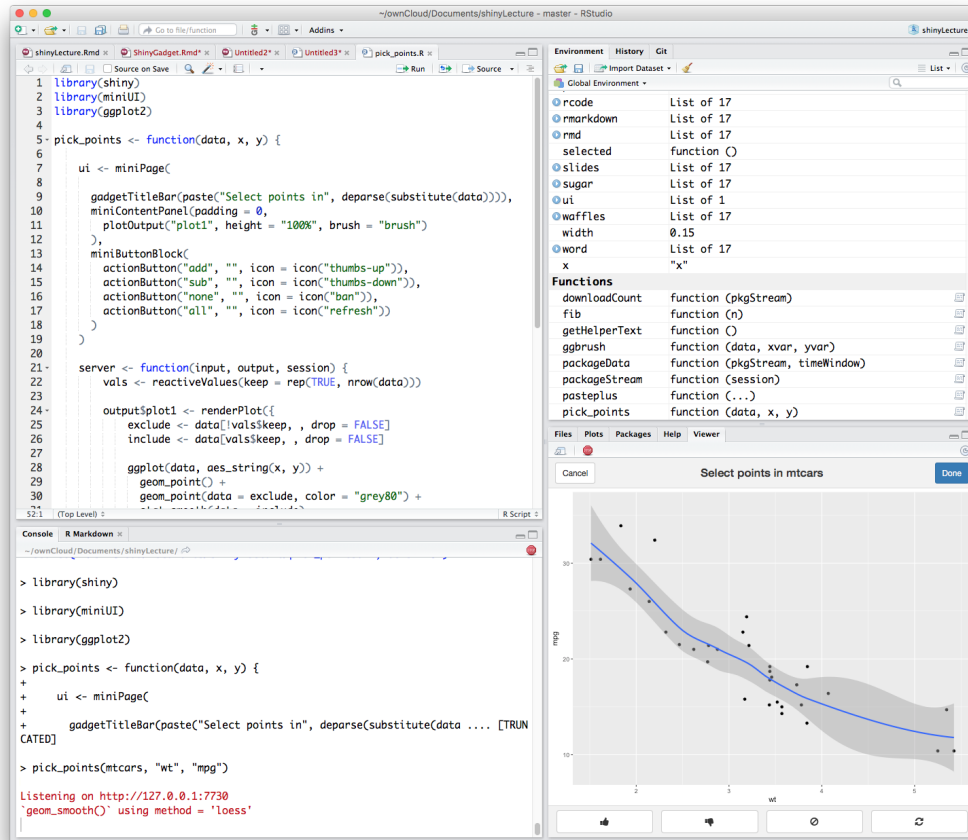 ~/ownCloud/Documents/shinyLecture - master - RStudio
Go to file/function
Addins
shinyLecture
shinyLecture.Rmd ×
ShinyGadget.Rmd* ×
Untitled2* ×
Untitled3* ×
pick_points.R ×
Source on Save
Run
Source
1 library(shiny)
2 library(miniUI)
3 library(ggplot2)
4
5 pick_points <- function(data, x, y) {
6
7 ui <- miniPage(
8
9 gadgetTitleBar(paste("Select points in", deparse(substitute(data)))),
10 miniContentPanel(padding = 0,
11 plotOutput("plot1", height = "100%", brush = "brush")
12 ),
13 miniButtonBlock(
14 actionButton("add", "", icon = icon("thumbs-up")),
15 actionButton("sub", "", icon = icon("thumbs-down")),
16 actionButton("none", "", icon = icon("ban")),
17 actionButton("all", "", icon = icon("refresh"))
18 )
19 )
20
21 server <- function(input, output, session) {
22 vals <- reactiveValues(keep = rep(TRUE, nrow(data)))
23
24 output$plot1 <- renderPlot({
25 exclude <- data[!vals$keep, , drop = FALSE]
26 include <- data[vals$keep, , drop = FALSE]
27
28 ggplot(data, aes_string(x, y)) +
29 geom_point() +
30 geom_point(data = exclude, color = "grey80") +
52:1 (Top Level)
R Script
Console
R Markdown ×
~/ownCloud/Documents/shinyLecture/
> library(shiny)
> library(miniUI)
> library(ggplot2)
> pick_points <- function(data, x, y) {
+
+ ui <- miniPage(
+
+ gadgetTitleBar(paste("Select points in", deparse(substitute(data .... [TRUN
CATED]
> pick_points(mtcars, "wt", "mpg")
Listening on http://127.0.0.1:7730
`geom_smooth()` using method = 'loess'
Environment
History
Git
Import Dataset
List
Global Environment
rcode List of 17
rmarkdown List of 17
rmd List of 17
selected function ()
slides List of 17
sugar List of 17
ui List of 1
waffles List of 17
width 0.15
word List of 17
x "x"
Functions
downloadCount function (pkgStream)
fib function (n)
getHelperText function ()
ggbrush function (data, xvar, yvar)
packageData function (pkgStream, timeWindow)
packageStream function (session)
pasteplus function (...)
pick_points function (data, x, y)
Files
Plots
Packages
Help
Viewer
Cancel
Select points in mtcars
Done
30
20
10
mpg
2
3
4
5
wt